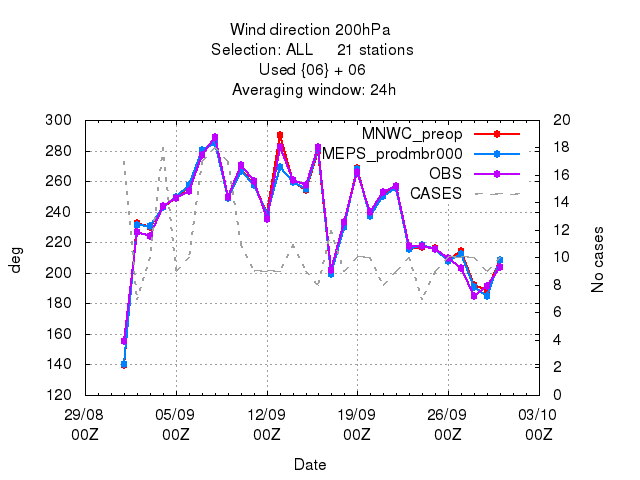 Wind direction 200hPa
Selection: ALL 21 stations
Used {06} + 06
Averaging window: 24h
300 20
280 18
260 16
240 14
220 12
200 10
180 8
160 6
140 4
120 2
0
deg
No cases
MNWC_preop
MEPS_prodmbr000
OBS
CASES
29/08 05/09 12/09 19/09 26/09 03/10
00Z 00Z 00Z 00Z 00Z 00Z
Date